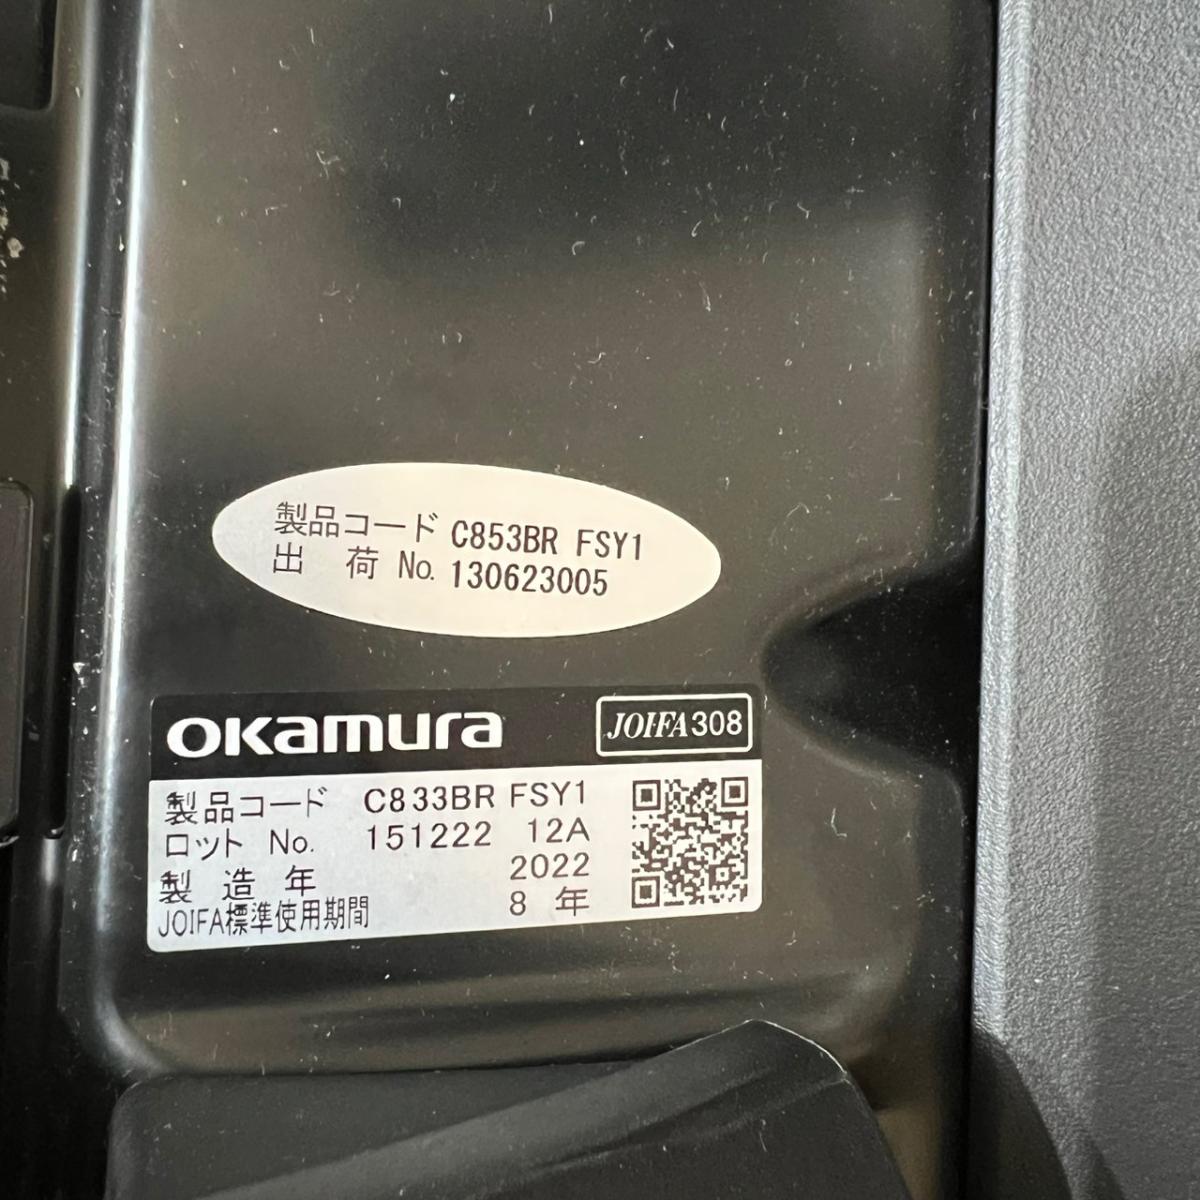 製品コード C853BR FSY1
出 荷 No. 130623005
OKamura JOIFA308
製品コード C833BR FSY1
ロット No. 151222 12A
製 造 年 2022
JOIFA標準使用期間 8 年